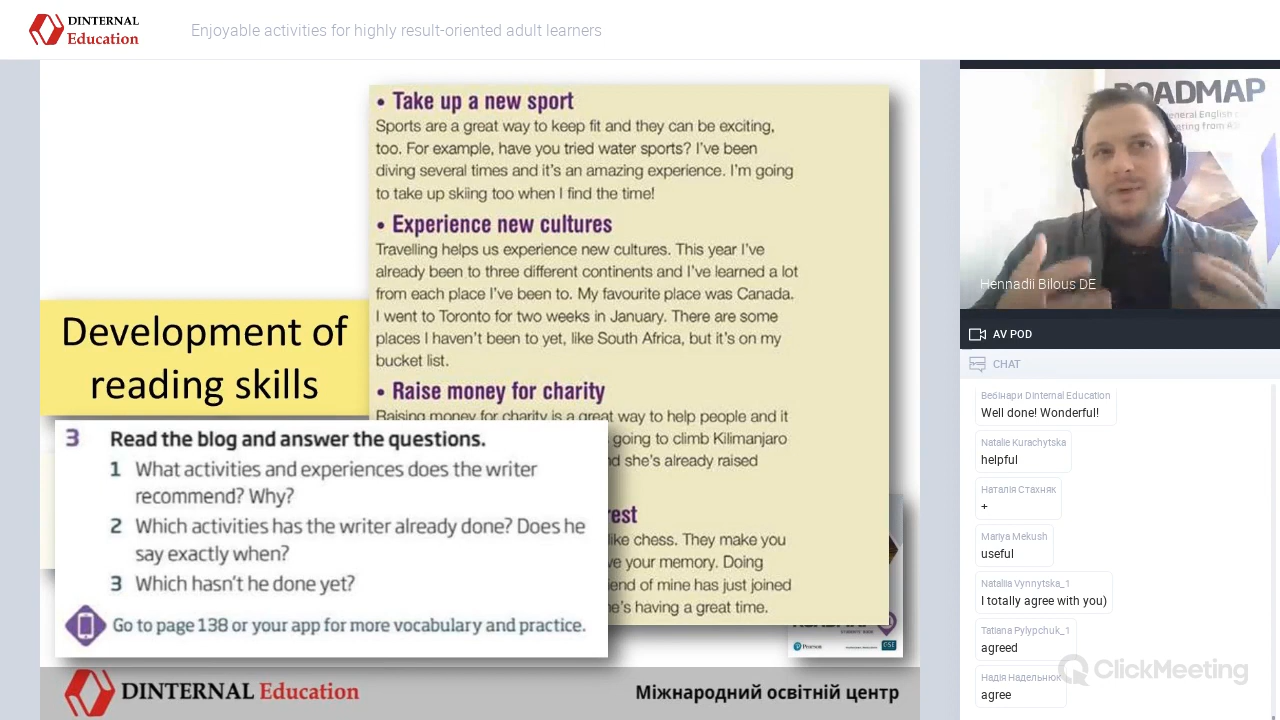 DINTERNAL
Education
Enjoyable activities for highly result-oriented adult learners
• Take up a new sport
Sports are a great way to keep fit and they can be exciting,
too. For example, have you tried water sports? I've been
diving several times and it's an amazing experience. I'm going
to take up skiing too when I find the time!
• Experience new cultures
Travelling helps us experience new cultures. This year I've
already been to three different continents and I've learned a lot
from each place I've been to. My favourite place was Canada.
I went to Toronto for two weeks in January. There are some
places I haven't been to yet, like South Africa, but it's on my
bucket list.
• Raise money for charity
Raising money for charity is a great way to help people and it
going to climb Kilimanjaro
she's already raised
like chess. They make you
your memory. Doing
of mine has just joined
he's having a great time.
Development of
reading skills
3 Read the blog and answer the questions.
1 What activities and experiences does the writer
recommend? Why?
2 Which activities has the writer already done? Does he
say exactly when?
3 Which hasn't he done yet?
Go to page 138 or your app for more vocabulary and practice.
STUDENTS' BOOK
Pearson
GSE
DINTERNAL Education
Міжнародний освітній центр
ROADMAP
eneral English
Hennadii Bilous DE
AV POD
CHAT
Вебінари Dinternal Education
Well done! Wonderful!
Natalie Kurachytska
helpful
Наталія Стахняк
+
Mariya Mekush
useful
Nataliia Vynnytska_1
I totally agree with you)
Tatiana Pylypchuk_1
agreed
Надія Надельнюк
agree
ClickMeeting